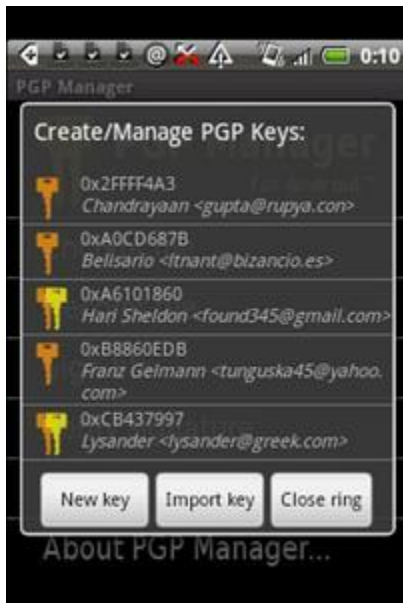 0:10
PGP Manager
Create/Manage PGP Keys:
0x2FFFF4A3
Chandrayaan <gupta@rupya.con>
0xA0CD687B
Belisario <ltnant@bizancio.es>
0xA6101860
Hari Sheldon <found345@gmail.com>
0xB8860EDB
Franz Gelmann <tunguska45@yahoo.
com>
0xCB437997
Lysander <lysander@greek.com>
New key Import key Close ring
About PGP Manager...